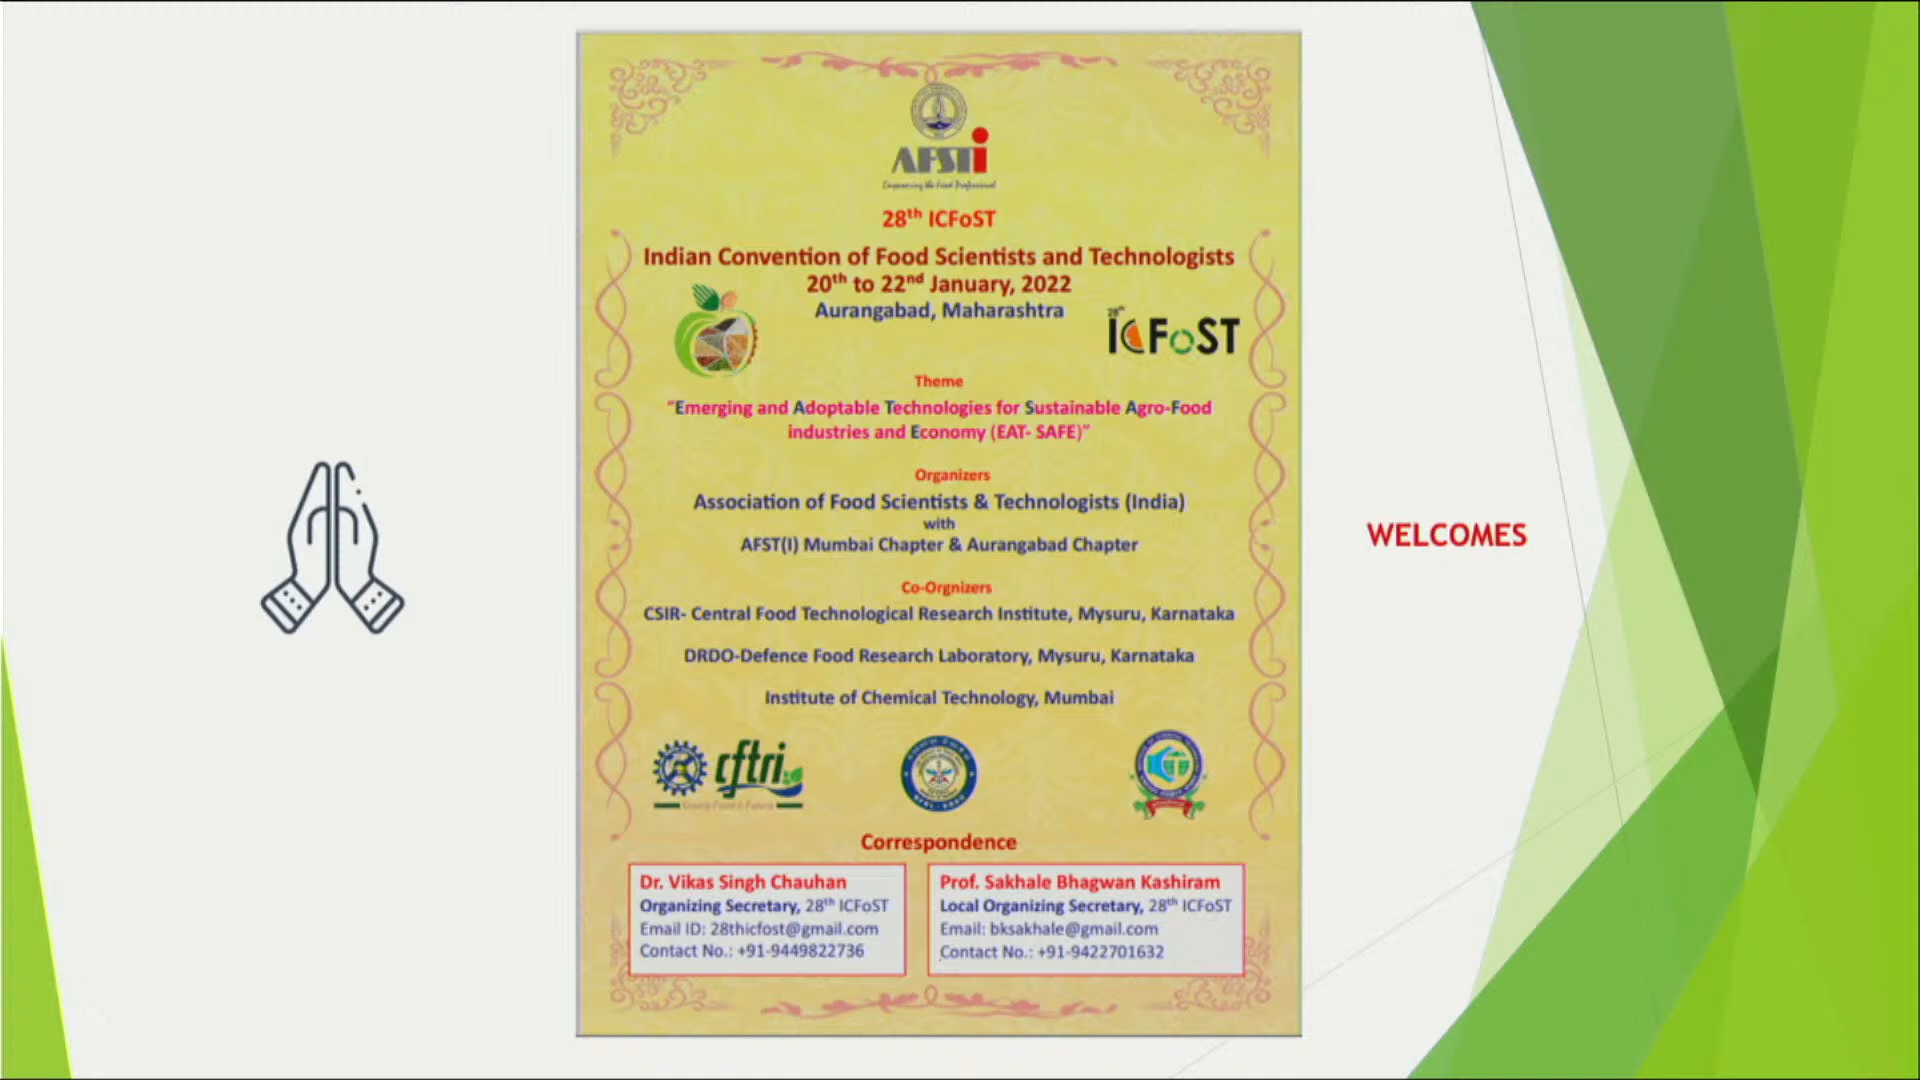 AFSTi
Empowering the Food Professional
28th ICFoST
Indian Convention of Food Scientists and Technologists
20th to 22nd January, 2022
Aurangabad, Maharashtra
28th
ICFoST
Theme
"Emerging and Adoptable Technologies for Sustainable Agro-Food
industries and Economy (EAT- SAFE)"
Organizers
Association of Food Scientists & Technologists (India)
with
AFST(I) Mumbai Chapter & Aurangabad Chapter
WELCOMES
Co-Orgnizers
CSIR- Central Food Technological Research Institute, Mysuru, Karnataka
DRDO-Defence Food Research Laboratory, Mysuru, Karnataka
Institute of Chemical Technology, Mumbai
cftri
Correspondence
Dr. Vikas Singh Chauhan
Organizing Secretary, 28th ICFoST
Email ID: 28thicfost@gmail.com
Contact No.: +91-9449822736
Prof. Sakhale Bhagwan Kashiram
Local Organizing Secretary, 28th ICFoST
Email: bksakhale@gmail.com
Contact No.: +91-9422701632